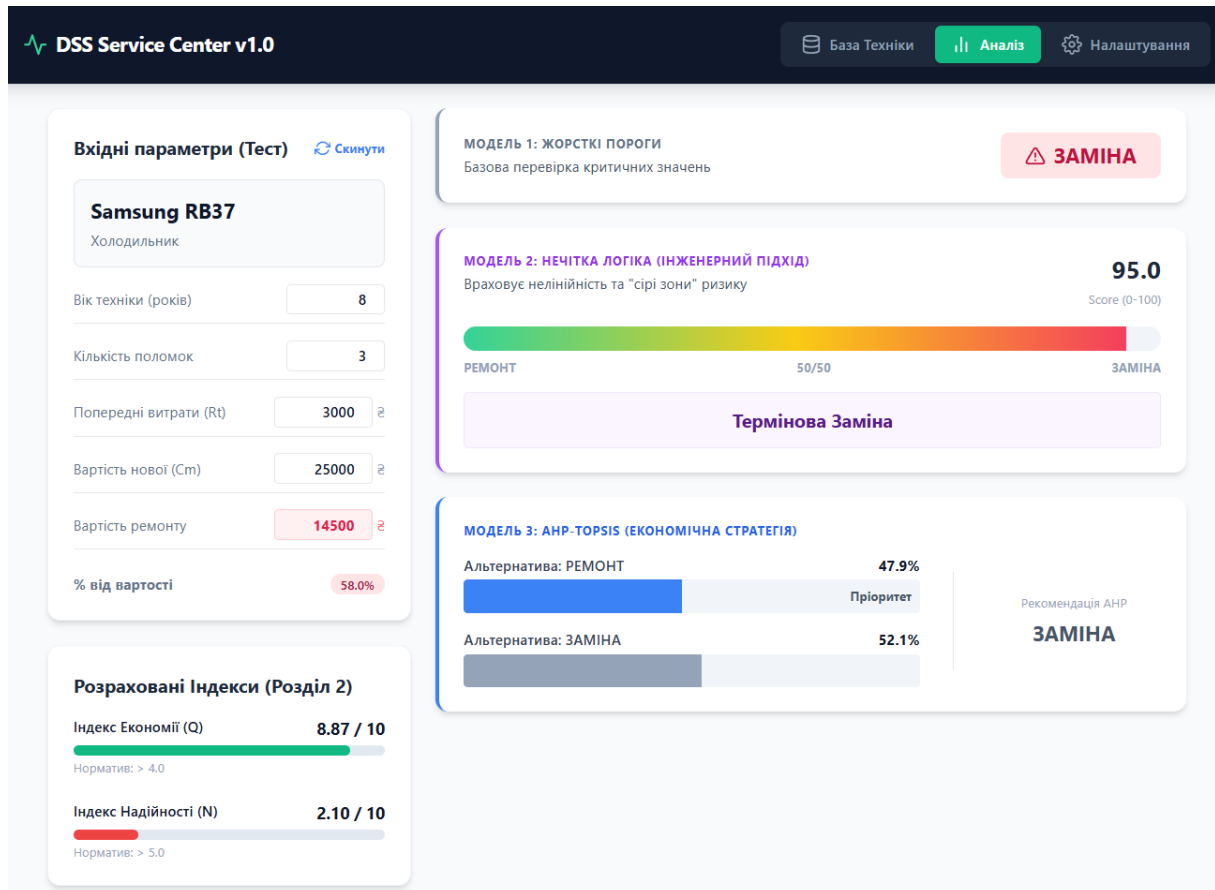 DSS Service Center v1.0
База Техніки
Аналіз
Налаштування
Вхідні параметри (Тест)
Скинути
Samsung RB37
Холодильник
Вік техніки (років)
8
Кількість поломок
3
Попередні витрати (Rt)
3000 ₴
Вартість нової (Cm)
25000 ₴
Вартість ремонту
14500 ₴
% від вартості
58.0%
Розраховані Індекси (Розділ 2)
Індекс Економії (Q)
8.87 / 10
Норматив: > 4.0
Індекс Надійності (N)
2.10 / 10
Норматив: > 5.0
МОДЕЛЬ 1: ЖОРСТКІ ПОРОГИ
Базова перевірка критичних значень
ЗАМІНА
МОДЕЛЬ 2: НЕЧІТКА ЛОГІКА (ІНЖЕНЕРНИЙ ПІДХІД)
Враховує нелінійність та "сірі зони" ризику
95.0
Score (0-100)
РЕМОНТ
50/50
ЗАМІНА
Термінова Заміна
МОДЕЛЬ 3: AHP-TOPSIS (ЕКОНОМІЧНА СТРАТЕГІЯ)
Альтернатива: РЕМОНТ
47.9%
Пріоритет
Альтернатива: ЗАМІНА
52.1%
Рекомендація AHP
ЗАМІНА